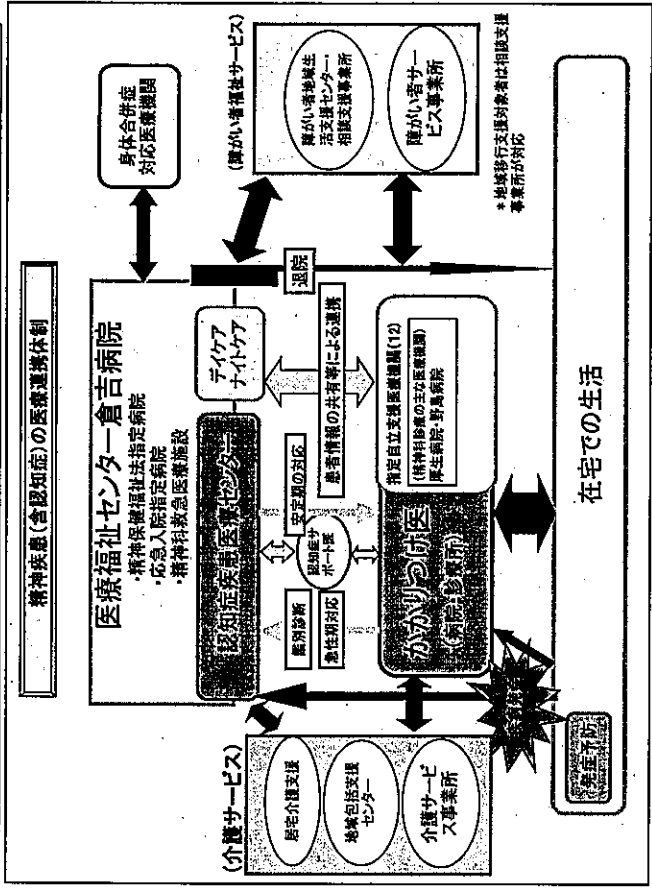 精神疾患(含認知症)の医療連携体制
医療福祉センター倉吉病院
・精神保健福祉法指定病院
・応急入院指定病院
・精神科救急医療施設
身体合併症
対応医療機関
認知症疾患医療センター
デイケア
ナイトケア
退院
(障がい者福祉サービス)
障がい者地域生
活支援センター・
相談支援事業所
障がい者サー
ビス事業所
*地域移行支援対象者は相談支援
事業所が対応
鑑別診断
急性期対応
認知症サ
ポート医
安定期の対応
患者情報の共有等による連携
(介護サービス)
居宅介護支援
地域包括支援
センター
介護サービ
ス事業所
かかりつけ医
(病院・診療所)
指定自立支援医療機関(12)
(精神科診療の主な医療機関)
厚生病院・野島病院
発症予防
在宅での生活